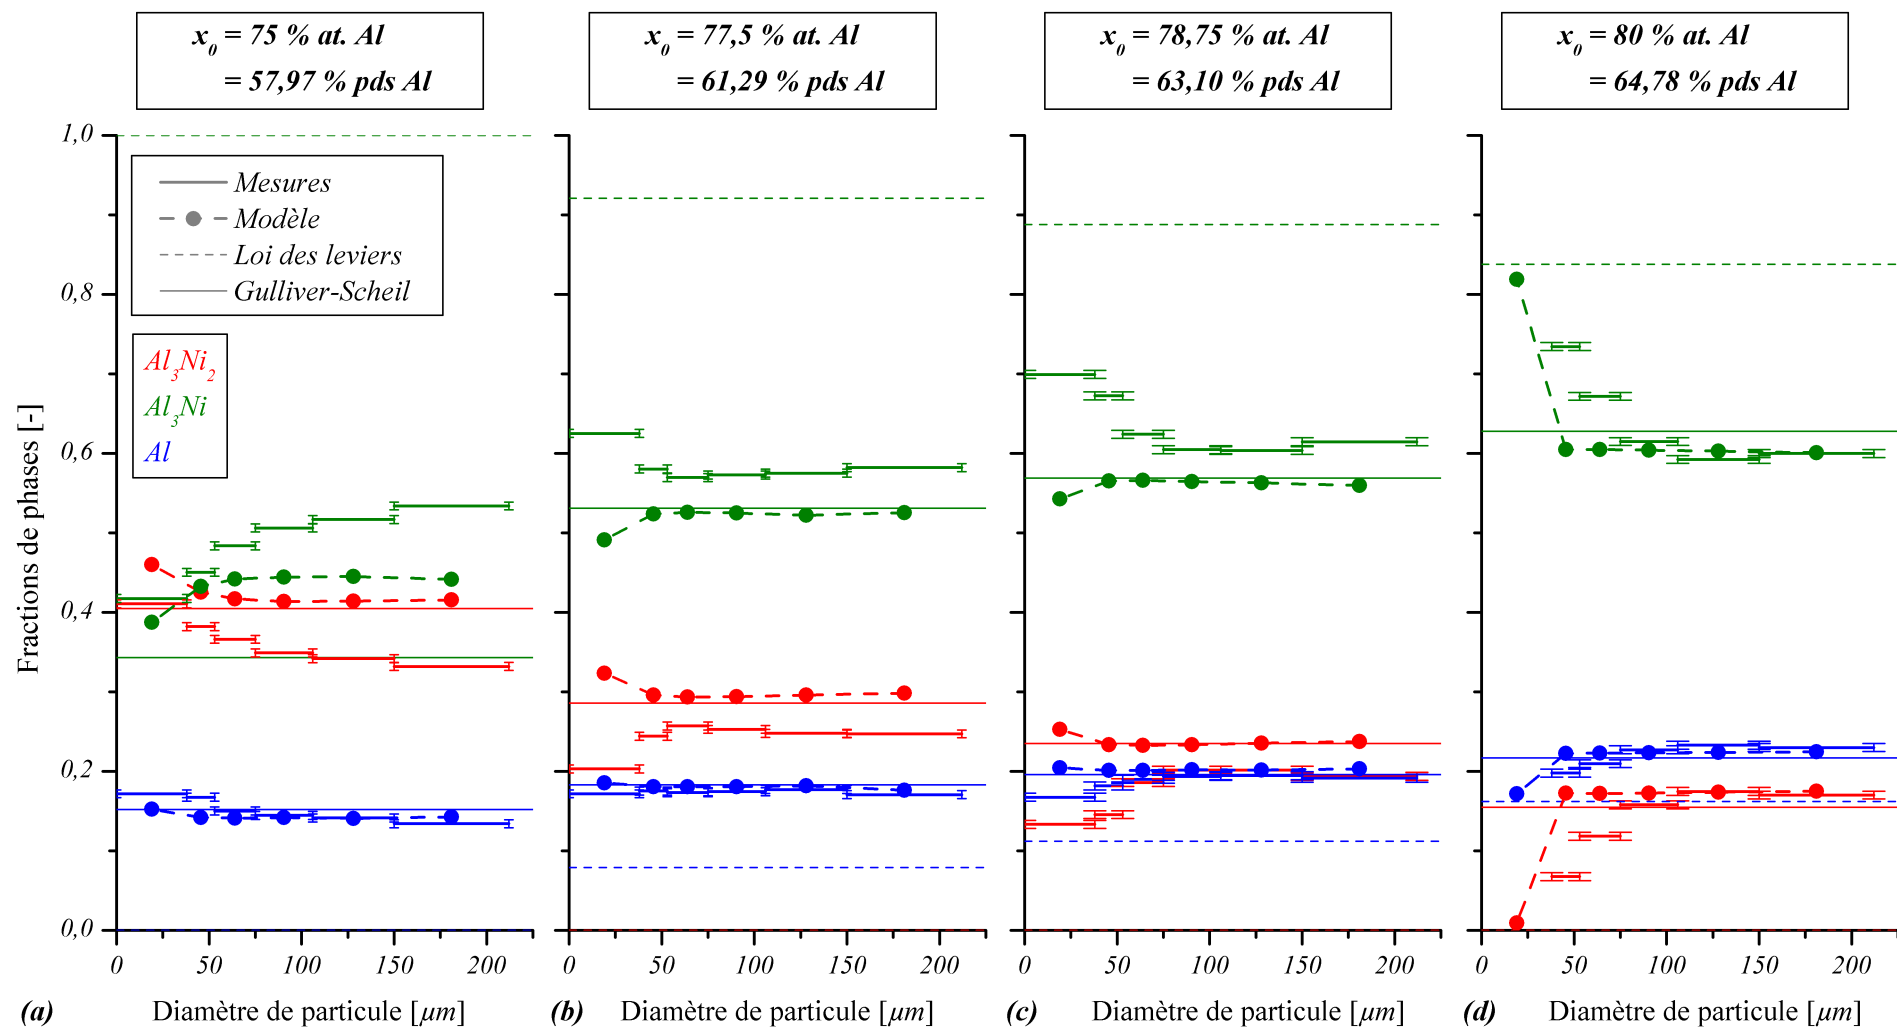 x0 = 75 % at. Al
= 57,97 % pds Al
x0 = 77,5 % at. Al
= 61,29 % pds Al
x0 = 78,75 % at. Al
= 63,10 % pds Al
x0 = 80 % at. Al
= 64,78 % pds Al
Fractions de phases [-]
1,0
0,8
0,6
0,4
0,2
0,0
Mesures
Modèle
Loi des leviers
Gulliver-Scheil
Al3Ni2
Al3Ni
Al
0 50 100 150 200
0 50 100 150 200
0 50 100 150 200
0 50 100 150 200
(a) Diamètre de particule [µm]
(b) Diamètre de particule [µm]
(c) Diamètre de particule [µm]
(d) Diamètre de particule [µm]